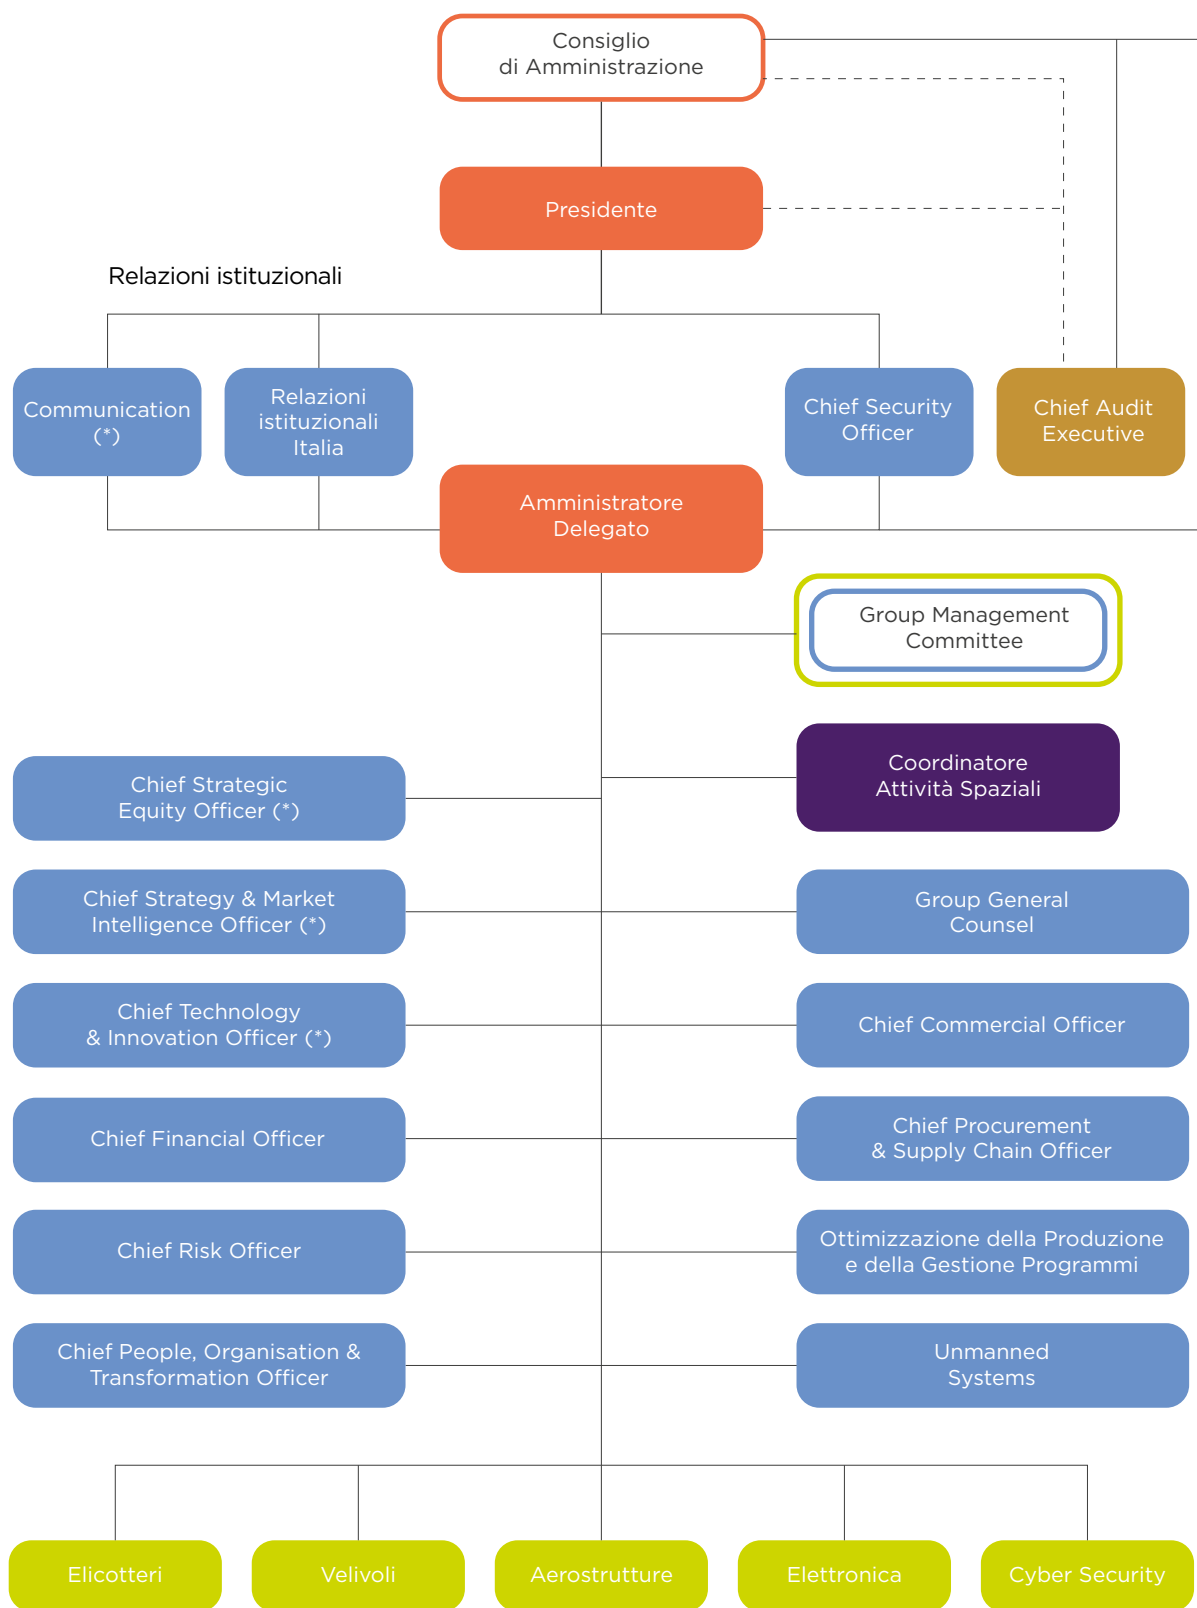 Consiglio
di Amministrazione
Presidente
Relazioni istituzionali
Communication
(*)
Relazioni
istituzionali
Italia
Chief Security
Officer
Chief Audit
Executive
Amministratore
Delegato
Group Management
Committee
Coordinatore
Attività Spaziali
Chief Strategic
Equity Officer (*)
Chief Strategy & Market
Intelligence Officer (*)
Group General
Counsel
Chief Technology
& Innovation Officer (*)
Chief Commercial Officer
Chief Financial Officer
Chief Procurement
& Supply Chain Officer
Chief Risk Officer
Ottimizzazione della Produzione
e della Gestione Programmi
Chief People, Organisation &
Transformation Officer
Unmanned
Systems
Elicotteri
Velivoli
Aerostrutture
Elettronica
Cyber Security